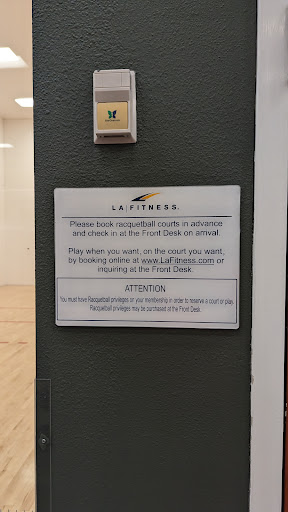 LA FITNESS.
Please book racquetball courts in advance
and check in at the Front Desk on arrival.
Play when you want, on the court you want,
by booking online at www.LaFitness.com or
inquiring at the Front Desk.
ATTENTION
You must have Racquetball privileges on your membership in order to reserve a court or play.
Racquetball privileges may be purchased at the Front Desk.